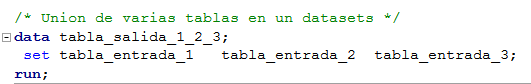 /* Union de varias tablas en un datasets */
data tabla_salida_1_2_3;
set tabla_entrada_1 tabla_entrada_2 tabla_entrada_3;
run;